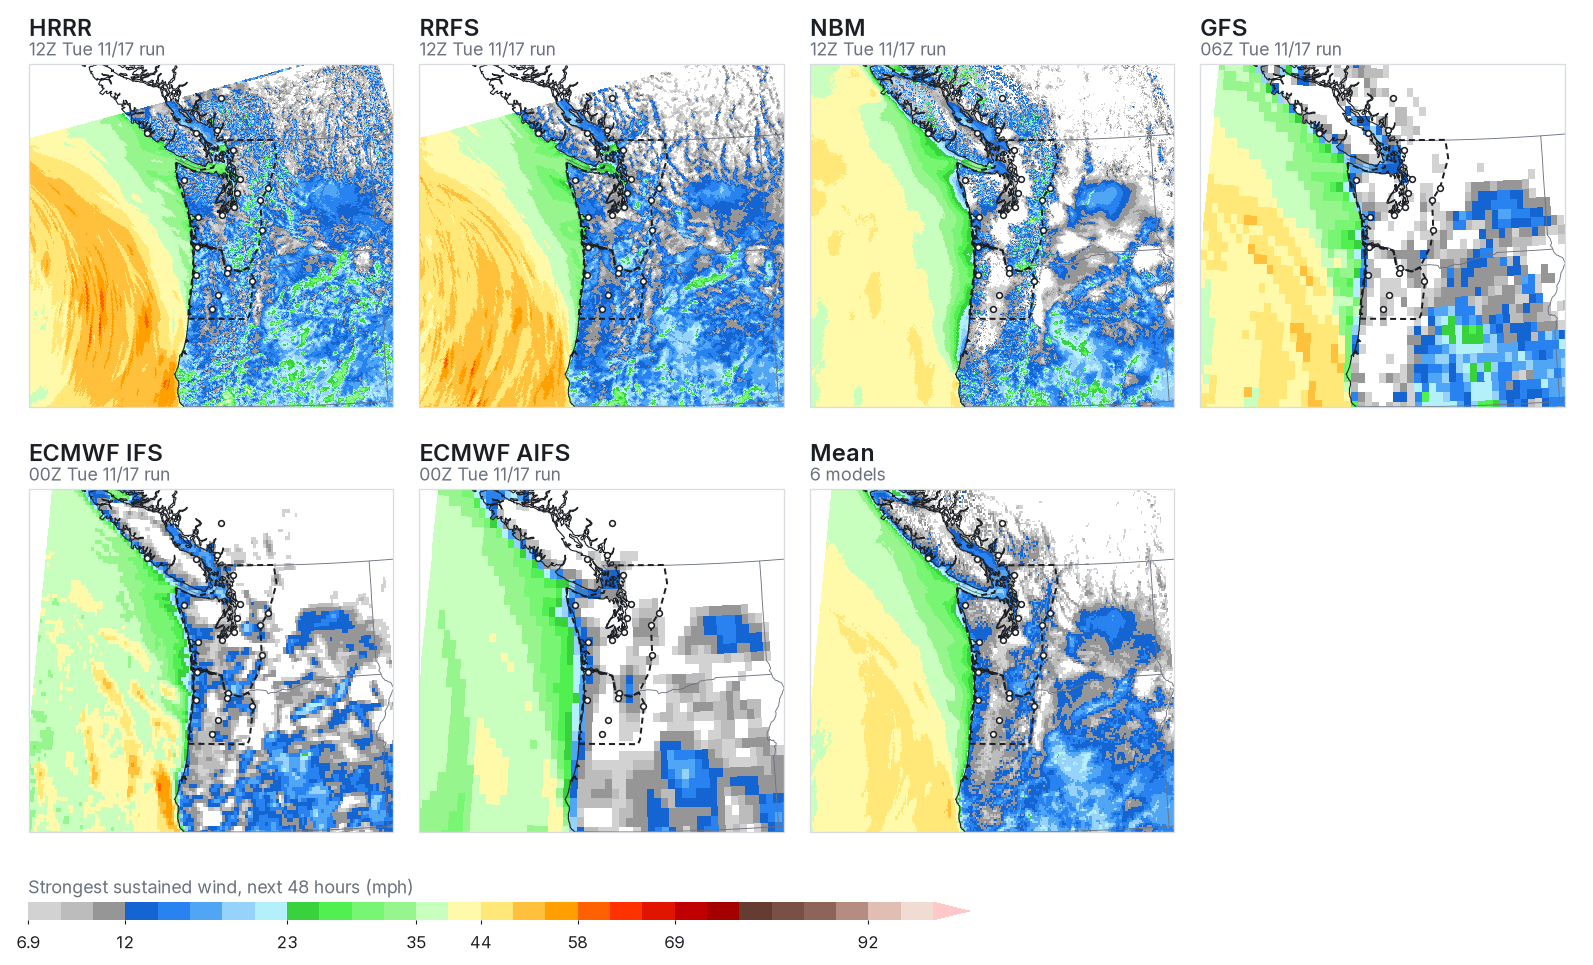 HRRR
12Z Tue 11/17 run
RRFS
12Z Tue 11/17 run
NBM
12Z Tue 11/17 run
GFS
06Z Tue 11/17 run
ECMWF IFS
00Z Tue 11/17 run
ECMWF AIFS
00Z Tue 11/17 run
Mean
6 models
Strongest sustained wind, next 48 hours (mph)
6.9 12 23 35 44 58 69 92